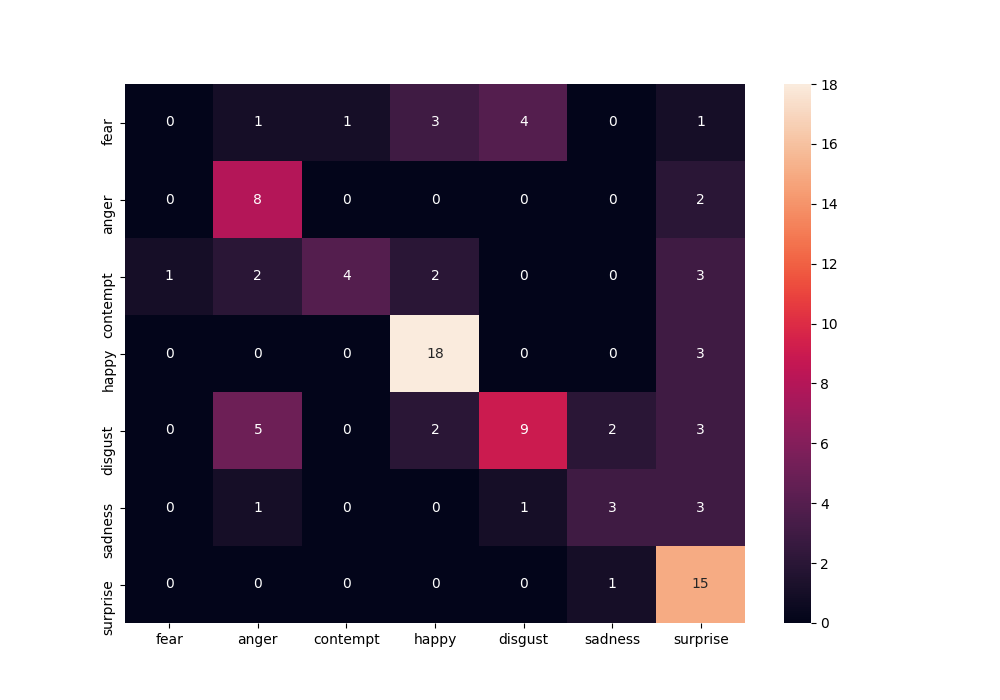 fear 0 1 1 3 4 0 1
anger 0 8 0 0 0 0 2
contempt 1 2 4 2 0 0 3
happy 0 0 0 18 0 0 3
disgust 0 5 0 2 9 2 3
sadness 0 1 0 0 1 3 3
surprise 0 0 0 0 0 1 15
fear anger contempt happy disgust sadness surprise
18
16
14
12
10
8
6
4
2
0